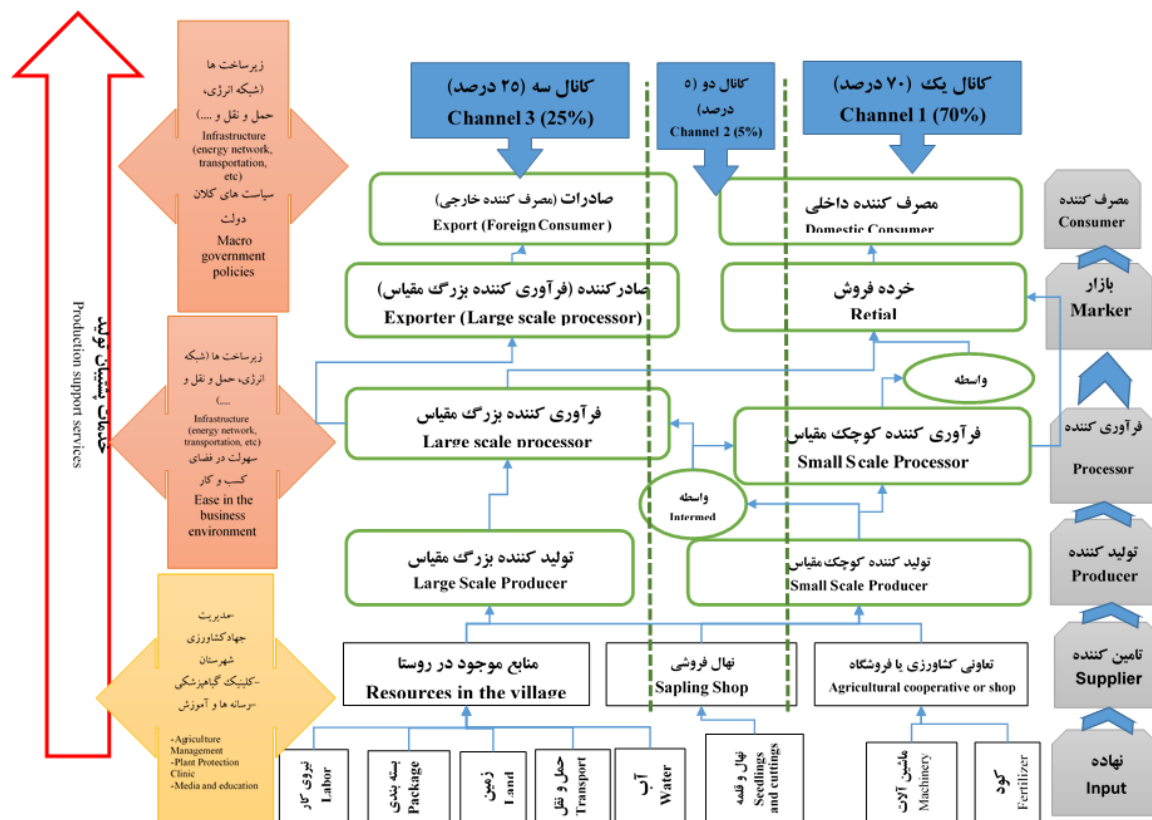 زیرساخت ها
(شبکه انرژی،
حمل و نقل و ....)
Infrastructure
(energy network,
transportation,
etc)
سیاست های کلان
دولت
Macro
government
policies
کانال سه (۲۵ درصد)
Channel 3 (25%)
کانال دو (۵
درصد)
Channel 2 (5%)
کانال یک (۷۰ درصد)
Channel 1 (70%)
صادرات (مصرف کننده خارجی)
Export (Foreign Consumer)
مصرف کننده داخلی
Domestic Consumer
مصرف کننده
Consumer
صادرکننده (فرآوری کننده بزرگ مقیاس)
Exporter (Large scale processor)
خرده فروش
Retial
بازار
Marker
خدمات پشتیبان تولید
Production support services
زیرساخت ها (شبکه
انرژی، حمل و نقل و
....)
Infrastructure
(energy network,
transportation, etc)
سهولت در فضای
کسب و کار
Ease in the
business
environment
واسطه
فرآوری کننده بزرگ مقیاس
Large scale processor
فرآوری کننده کوچک مقیاس
Small Scale Processor
فرآوری کننده
Processor
واسطه
Intermed
تولید کننده بزرگ مقیاس
Large Scale Producer
تولید کننده کوچک مقیاس
Small Scale Producer
تولید کننده
Producer
-مدیریت
جهادکشاورزی
شهرستان
-کلینیک گیاهپزشکی
-رسانه ها و آموزش
-Agriculture
Management
-Plant Protection
Clinic
-Media and education
منابع موجود در روستا
Resources in the village
نهال فروشی
Sapling Shop
تعاونی کشاورزی یا فروشگاه
Agricultural cooperative or shop
تامین کننده
Supplier
نیروی کار
Labor
بسته بندی
Package
زمین
Land
حمل و نقل
Transport
آب
Water
نهال و قلمه
Seedlings
and cuttings
ماشین آلات
Machinery
کود
Fertilizer
نهاده
Input